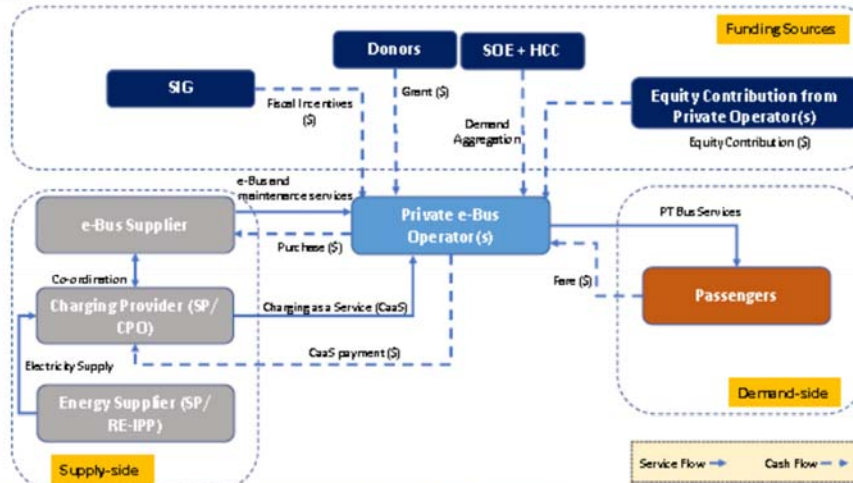 Funding Sources
Donors
SOE + HCC
SIG
Grant ($)
Fiscal Incentives
($)
Equity Contribution from
Private Operator(s)
Demand
Aggregation
Equity Contribution ($)
e-Bus and
maintenance services
e-Bus Supplier
Private e-Bus
Operator(s)
PT Bus Services
Purchase ($)
Co-ordination
Fare ($)
Passengers
Charging Provider (SP/
CPO)
Charging as a Service (CaaS)
CaaS payment ($)
Electricity Supply
Energy Supplier (SP/
RE-IPP)
Demand-side
Supply-side
Service Flow
Cash Flow